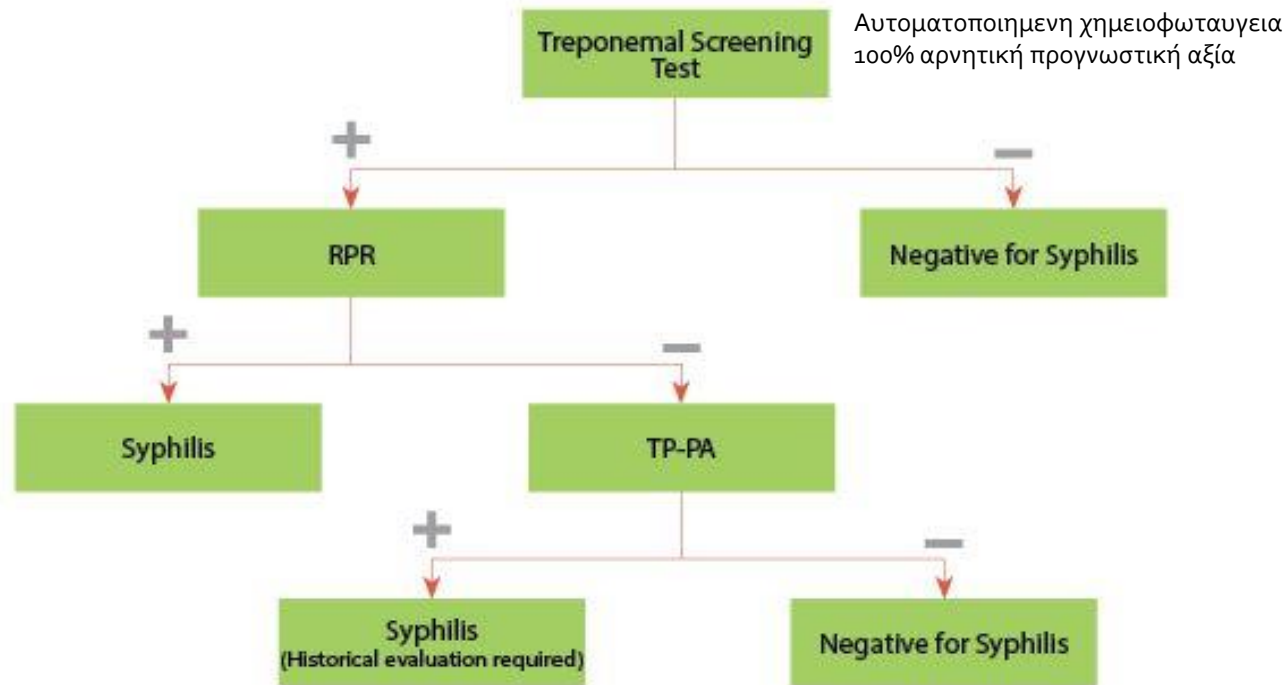 Treponemal Screening
Test
Αυτοματοποιημενη χημειοφωταυγεια
100% αρνητική προγνωστική αξία
+
−
RPR
Negative for Syphilis
+
−
Syphilis
TP-PA
+
−
Syphilis
(Historical evaluation required)
Negative for Syphilis